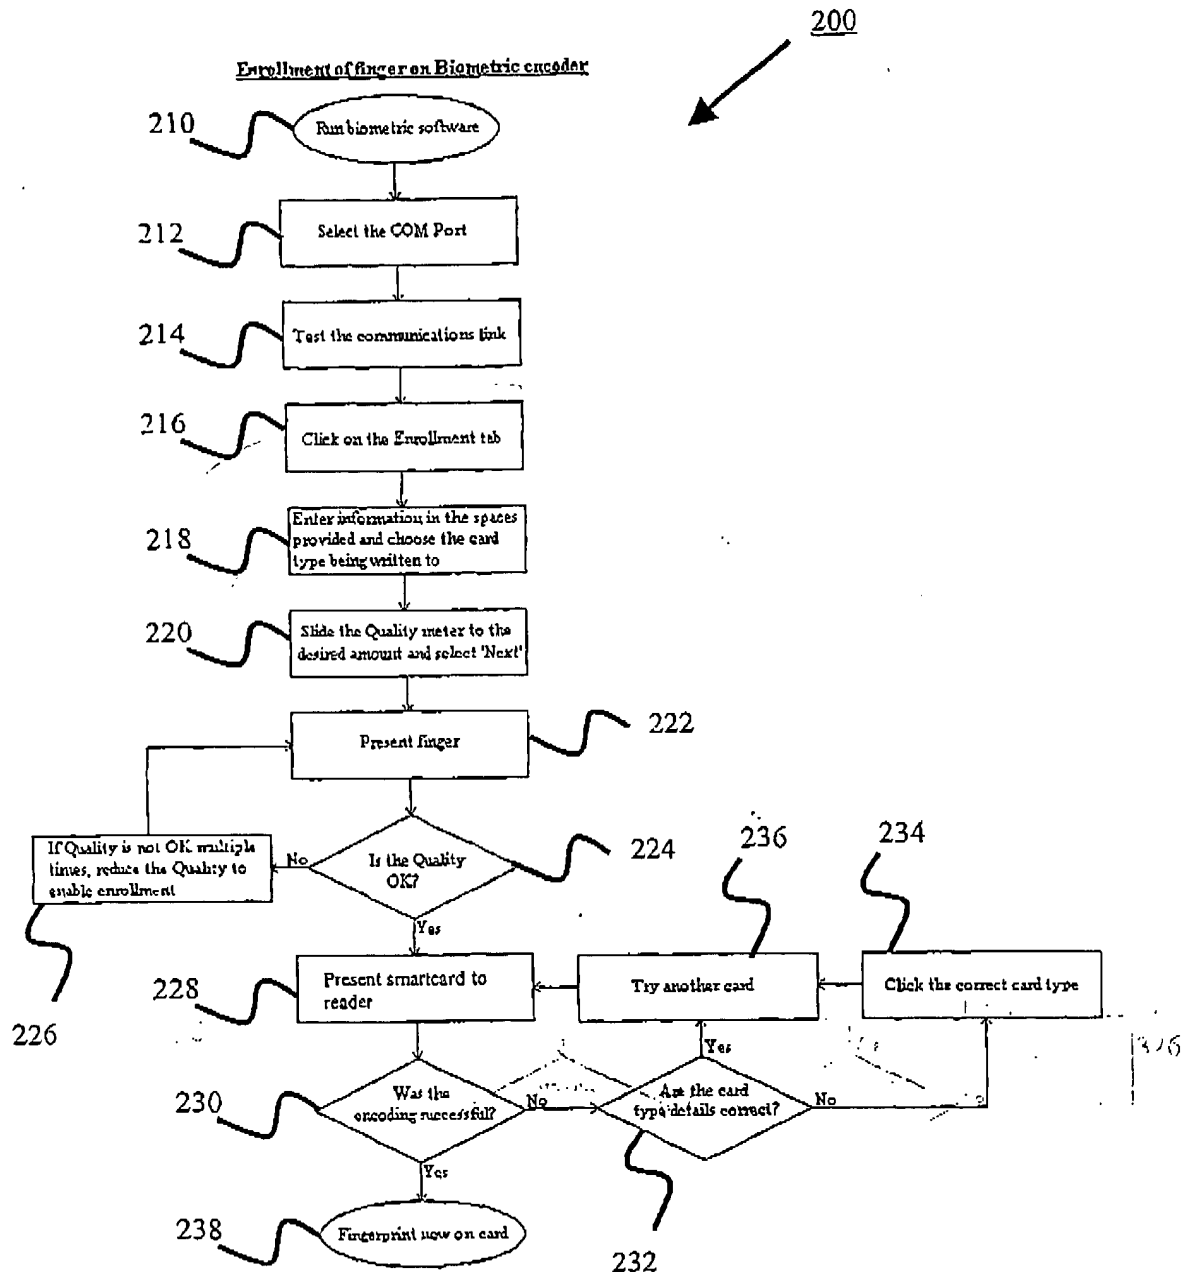 200
Enrollment of finger on Biometric encoder
210
Run biometric software
212
Select the COM Port
214
Test the communications link
216
Click on the Enrollment tab
218
Enter information in the spaces
provided and choose the card
type being written to
220
Slide the Quality meter to the
desired amount and select 'Next'
222
Present finger
224
Is the Quality
OK?
No
If Quality is not OK multiple
times, reduce the Quality to
enable enrollment
226
Yes
228
Present smartcard to
reader
236
Try another card
234
Click the correct card type
230
Was the
encoding successful?
No
Yes
Are the card
type details correct?
No
232
Yes
238
Fingerprint now on card